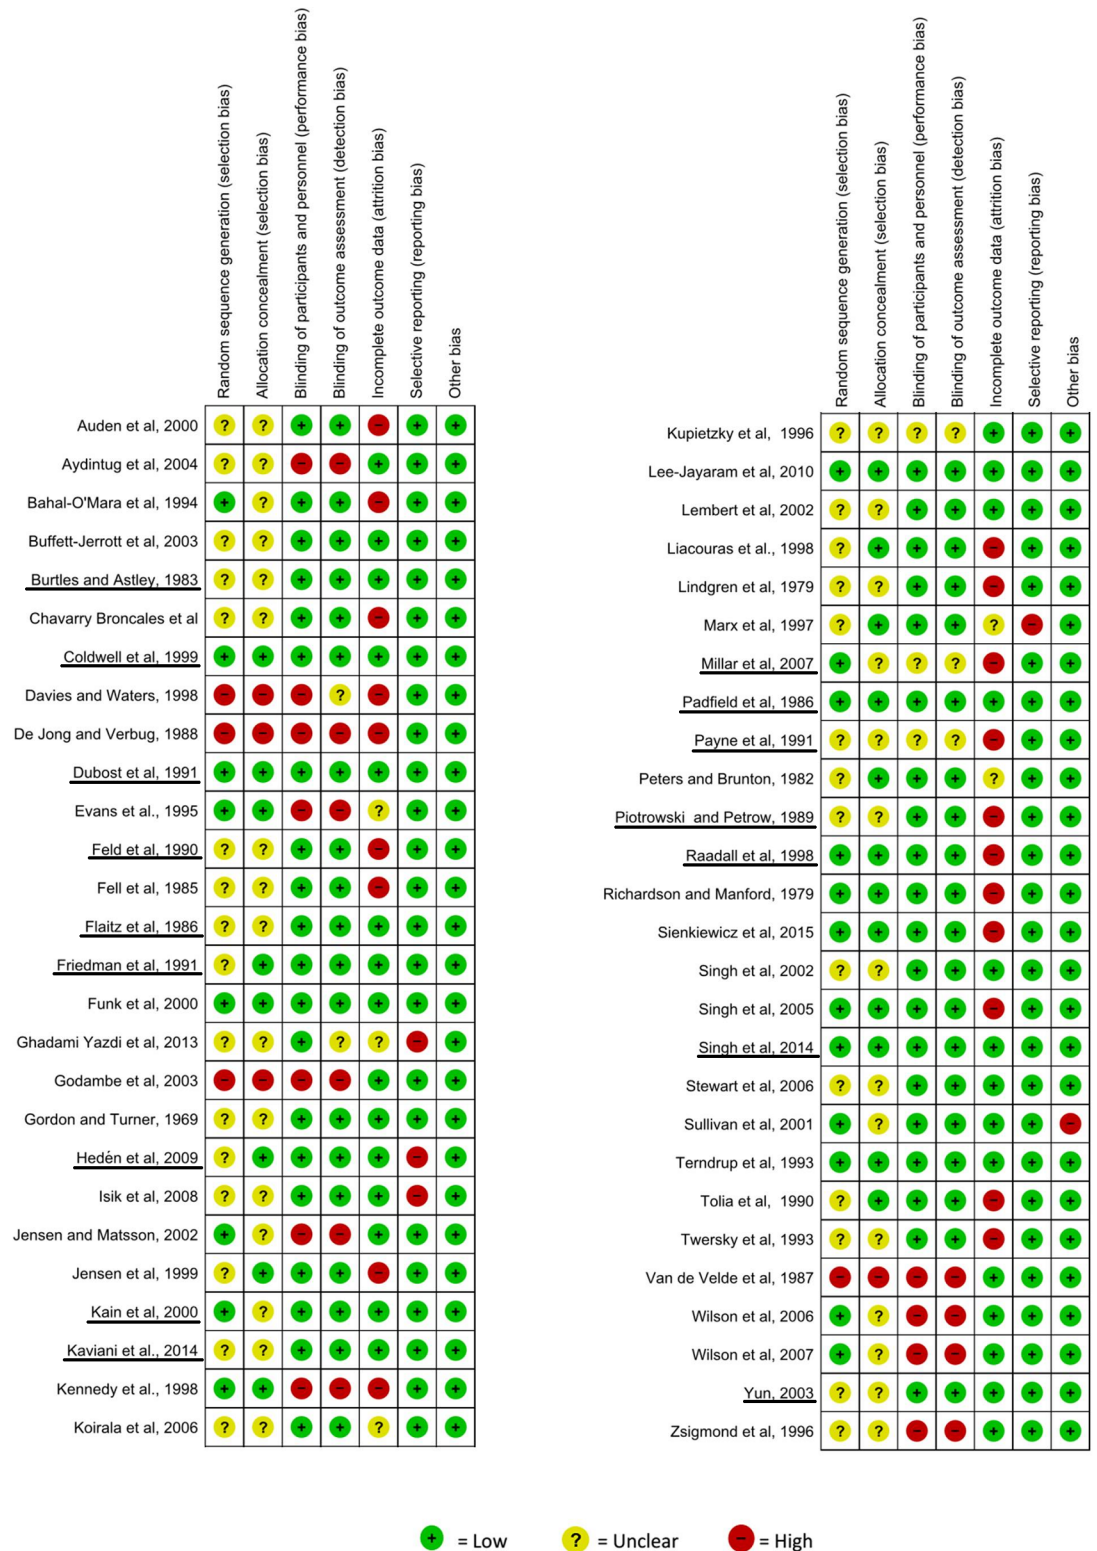 Random sequence generation (selection bias)
Allocation concealment (selection bias)
Blinding of participants and personnel (performance bias)
Blinding of outcome assessment (detection bias)
Incomplete outcome data (attrition bias)
Selective reporting (reporting bias)
Other bias
Auden et al, 2000 ? ? + + - + +
Aydintug et al, 2004 ? ? - - + + +
Bahal-O'Mara et al, 1994 + ? + + - + +
Buffett-Jerrott et al, 2003 ? ? + + + + +
Burtles and Astley, 1983 ? ? + + + + +
Chavarry Broncales et al ? ? + + - + +
Coldwell et al, 1999 + + + + + + +
Davies and Waters, 1998 - - - ? - + +
De Jong and Verbug, 1988 - - - - - + +
Dubost et al, 1991 + + + + + + +
Evans et al., 1995 + + - - ? + +
Feld et al, 1990 ? ? + + - + +
Fell et al, 1985 ? ? + + - + +
Flaitz et al, 1986 ? ? + + + + +
Friedman et al, 1991 ? + + + + + +
Funk et al, 2000 + + + + + + +
Ghadami Yazdi et al, 2013 ? ? + ? ? - +
Godambe et al, 2003 - - - - + + +
Gordon and Turner, 1969 ? ? + + + + +
Hedén et al, 2009 ? + + + + - +
Isik et al, 2008 ? ? + + + - +
Jensen and Matsson, 2002 + ? - - + + +
Jensen et al, 1999 ? + + + - + +
Kain et al, 2000 + ? + + + + +
Kaviani et al., 2014 ? ? + + + + +
Kennedy et al., 1998 + + - - - + +
Koirala et al, 2006 ? ? + + ? + +
Random sequence generation (selection bias)
Allocation concealment (selection bias)
Blinding of participants and personnel (performance bias)
Blinding of outcome assessment (detection bias)
Incomplete outcome data (attrition bias)
Selective reporting (reporting bias)
Other bias
Kupietzky et al, 1996 ? ? ? ? + + +
Lee-Jayaram et al, 2010 + + + + + + +
Lembert et al, 2002 ? ? + + + + +
Liacouras et al., 1998 ? + + + - + +
Lindgren et al, 1979 ? ? + + - + +
Marx et al, 1997 ? + + + ? - +
Millar et al, 2007 + ? ? ? - + +
Padfield et al, 1986 + + + + + + +
Payne et al, 1991 ? ? ? ? - + +
Peters and Brunton, 1982 ? + + + ? + +
Piotrowski and Petrow, 1989 ? ? + + - + +
Raadall et al, 1998 + + + + - + +
Richardson and Manford, 1979 + + + + - + +
Sienkiewicz et al, 2015 + + + + - + +
Singh et al, 2002 ? ? + + + + +
Singh et al, 2005 + + + + - + +
Singh et al, 2014 + + + + + + +
Stewart et al, 2006 ? ? + + + + +
Sullivan et al, 2001 + ? + + + + -
Terndrup et al, 1993 + + + + + + +
Tolia et al, 1990 ? + + + - + +
Twersky et al, 1993 ? ? + + - + +
Van de Velde et al, 1987 - - - - + + +
Wilson et al, 2006 + ? - - + + +
Wilson et al, 2007 + ? - - + + +
Yun, 2003 ? ? + + + + +
Zsigmond et al, 1996 ? ? - - + + +
+ = Low ? = Unclear - = High